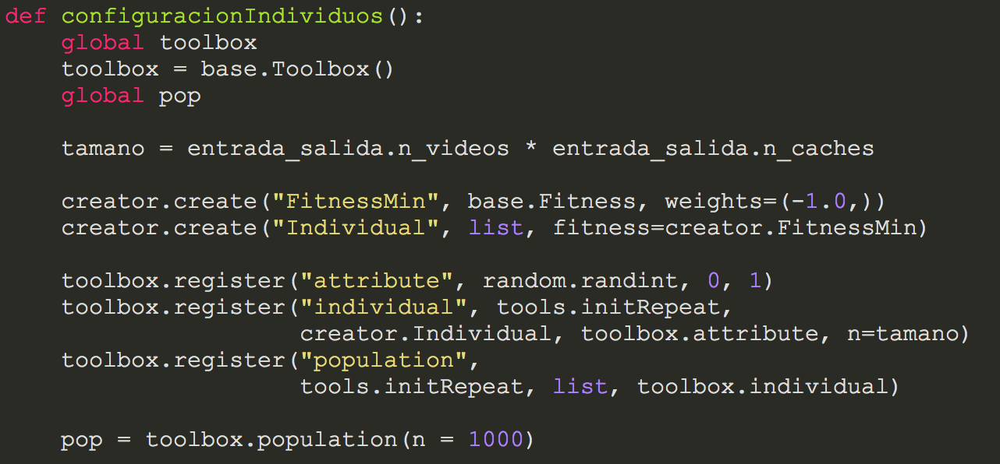 def configuracionIndividuos():
    global toolbox
    toolbox = base.Toolbox()
    global pop

    tamano = entrada_salida.n_videos * entrada_salida.n_caches

    creator.create("FitnessMin", base.Fitness, weights=(-1.0,))
    creator.create("Individual", list, fitness=creator.FitnessMin)

    toolbox.register("attribute", random.randint, 0, 1)
    toolbox.register("individual", tools.initRepeat,
                     creator.Individual, toolbox.attribute, n=tamano)
    toolbox.register("population",
                     tools.initRepeat, list, toolbox.individual)

    pop = toolbox.population(n = 1000)